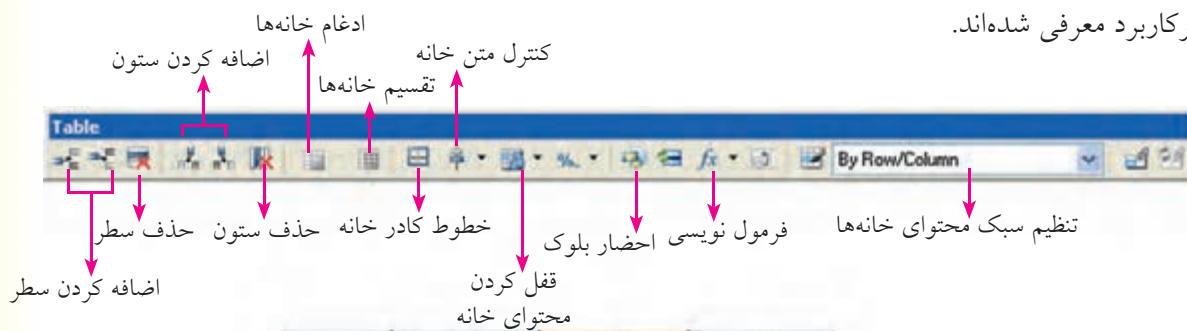 رکاربرد معرفی شده‌اند.
ادغام خانه‌ها
اضافه کردن ستون
کنترل متن خانه
تقسیم خانه‌ها
Table
fx
By Row/Column
تنظیم سبک محتوای خانه‌ها
فرمول نویسی
احضار بلوک
خطوط کادر خانه
حذف ستون
حذف سطر
قفل کردن
محتوای خانه
اضافه کردن سطر